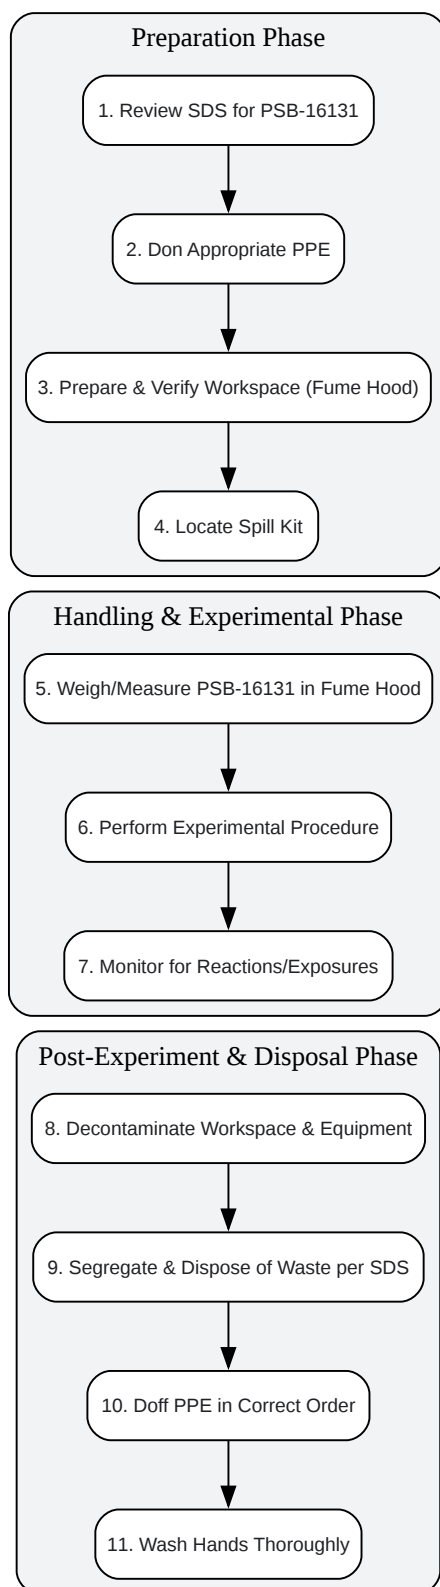 Preparation Phase
1. Review SDS for PSB-16131
2. Don Appropriate PPE
3. Prepare & Verify Workspace (Fume Hood)
4. Locate Spill Kit
Handling & Experimental Phase
5. Weigh/Measure PSB-16131 in Fume Hood
6. Perform Experimental Procedure
7. Monitor for Reactions/Exposures
Post-Experiment & Disposal Phase
8. Decontaminate Workspace & Equipment
9. Segregate & Dispose of Waste per SDS
10. Doff PPE in Correct Order
11. Wash Hands Thoroughly